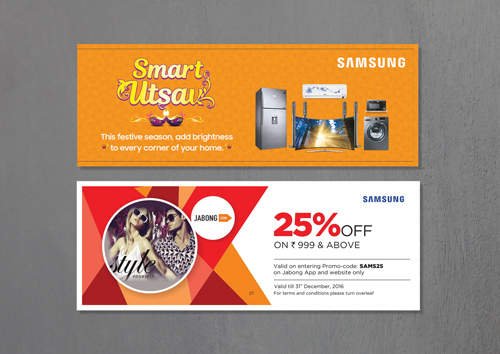 Smart
Utsav
SAMSUNG
This festive season, add brightness
to every corner of your home.
JABONG
style
SAMSUNG
25% OFF
ON ₹ 999 & ABOVE
Valid on entering Promo-code: SAMS25
on Jabong App and website only
Valid till 31st December, 2016
For terms and conditions please turn overleaf